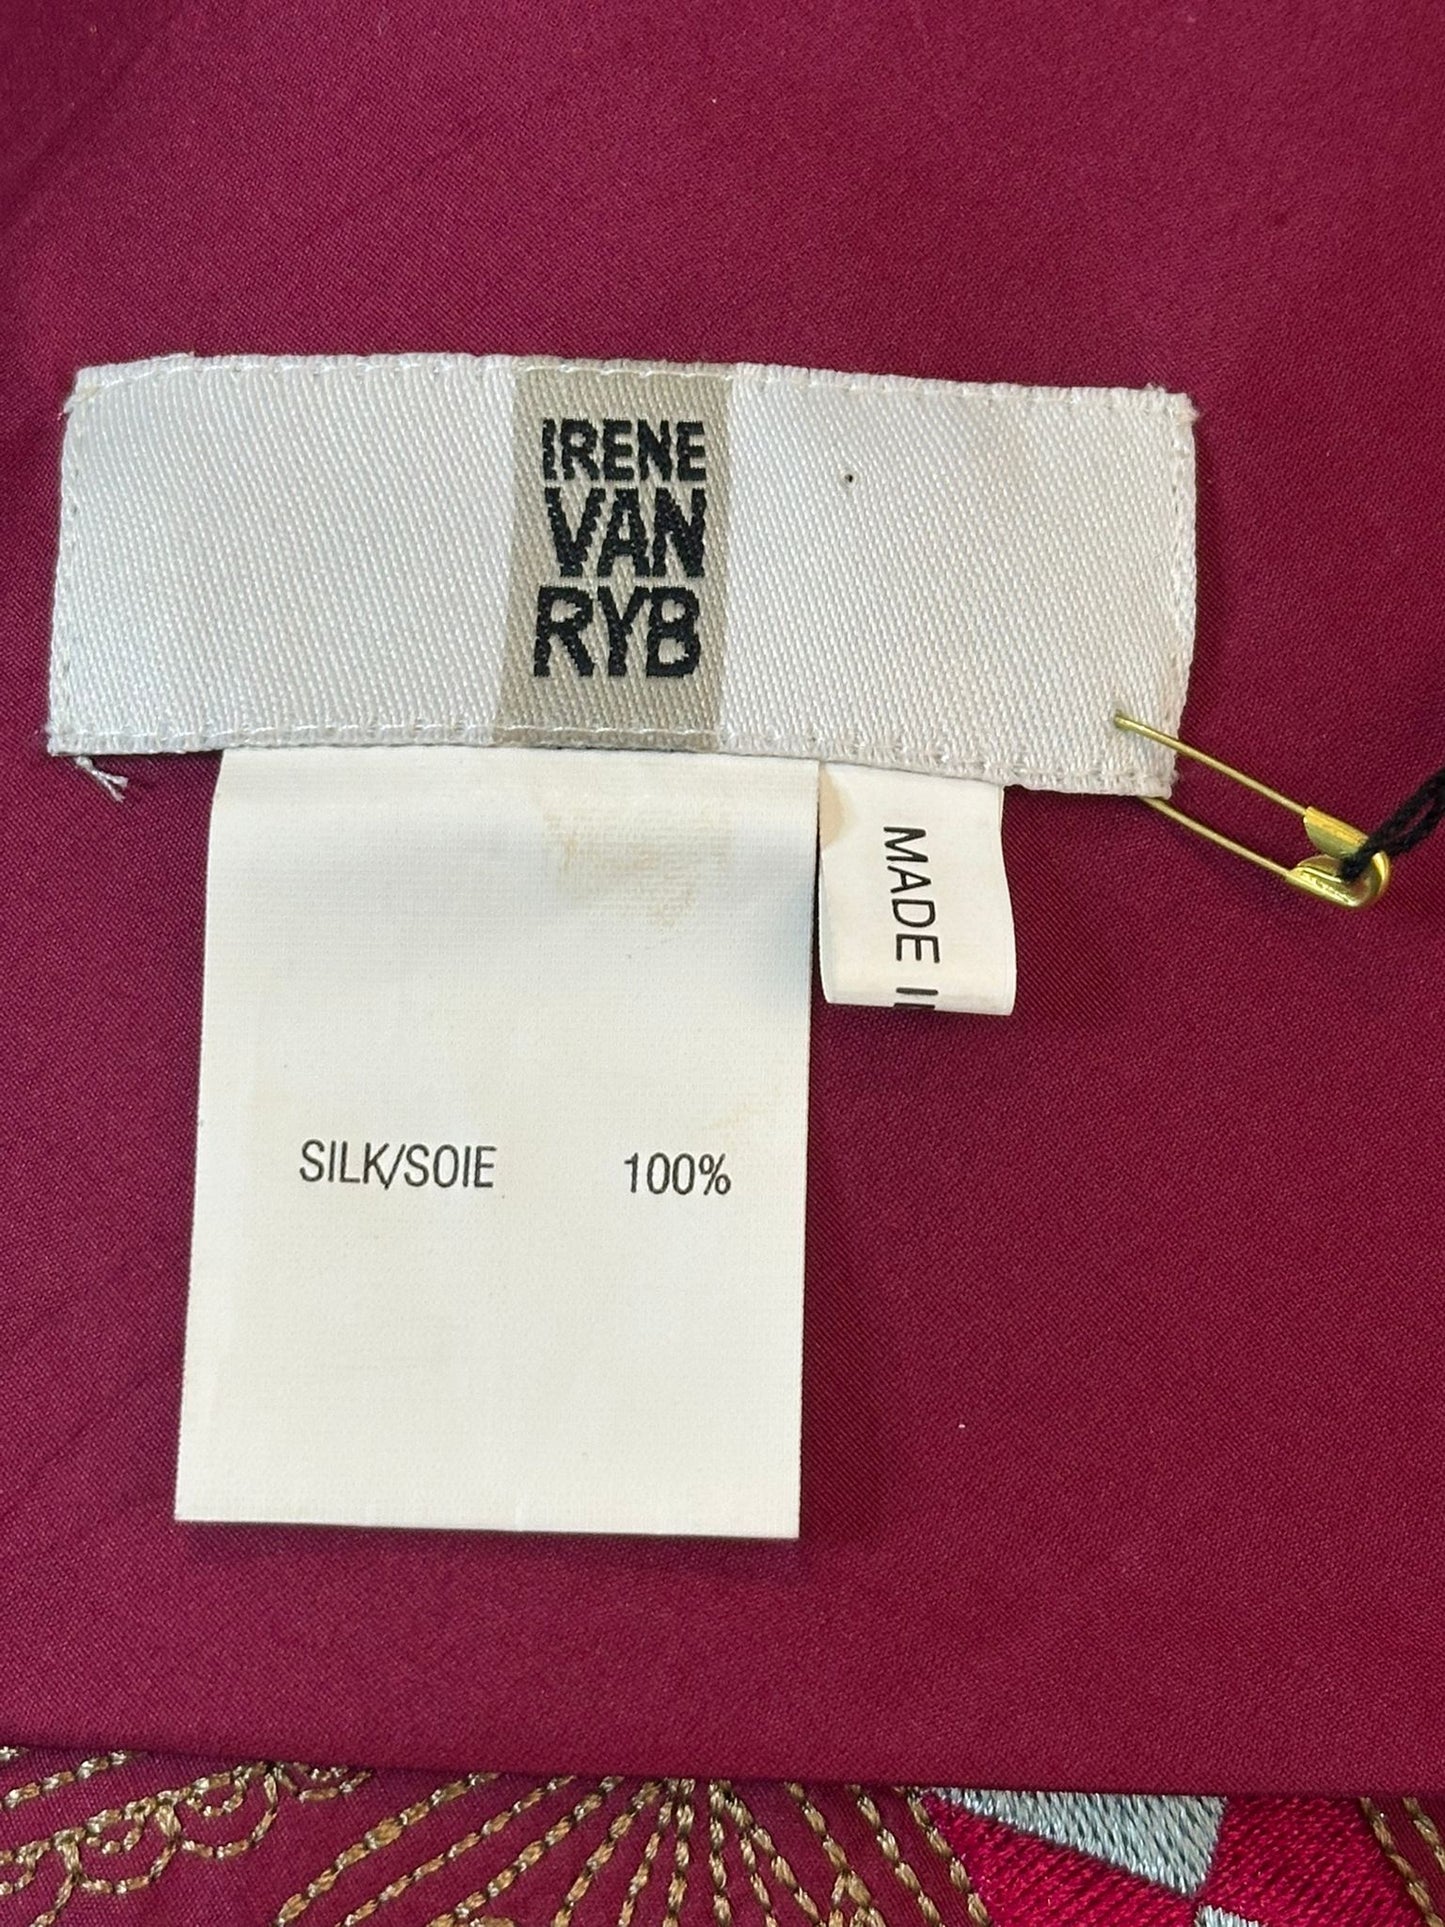 IRENE
VAN
RYB
MADE
SILK/SOIE 100%